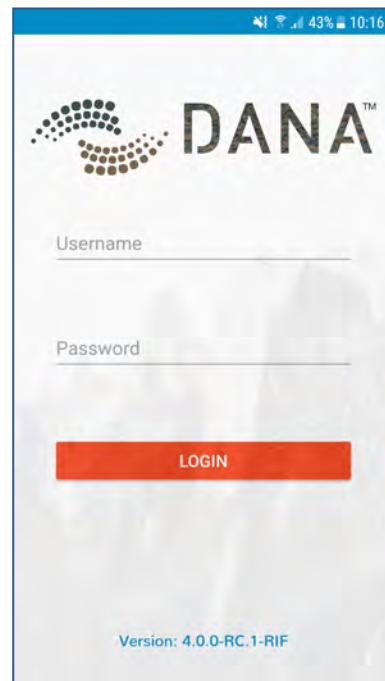 43% 10:16
DANA™
Username
Password
LOGIN
Version: 4.0.0-RC.1-RIF